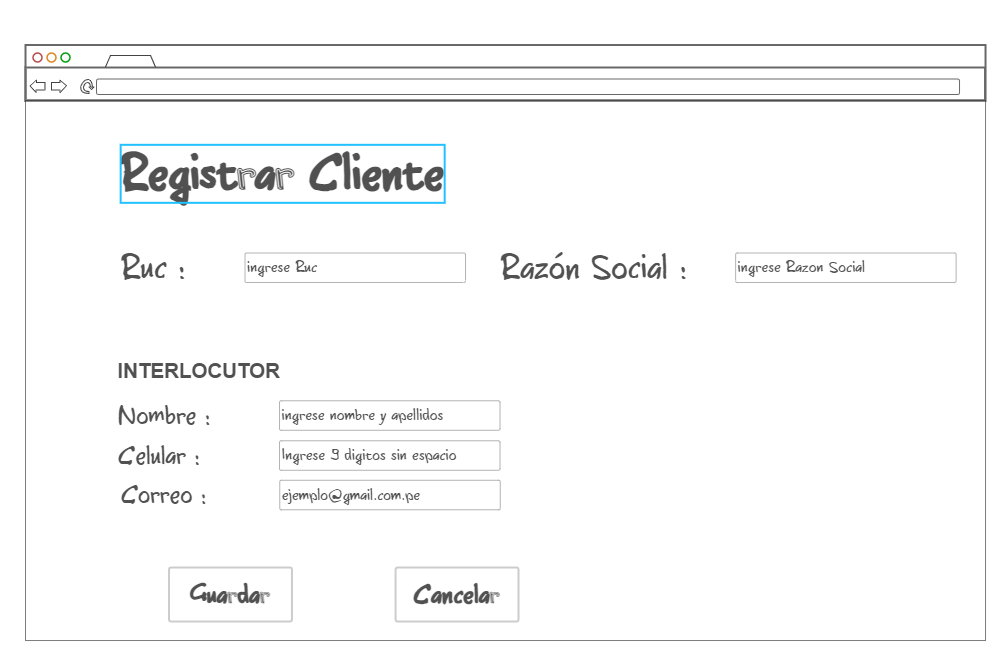 Registrar Cliente
Ruc : ingrese Ruc Razón Social : ingrese Razon Social
INTERLOCUTOR
Nombre : ingrese nombre y apellidos
Celular : Ingrese 9 digitos sin espacio
Correo : ejemplo@gmail.com.pe
Guardar Cancelar